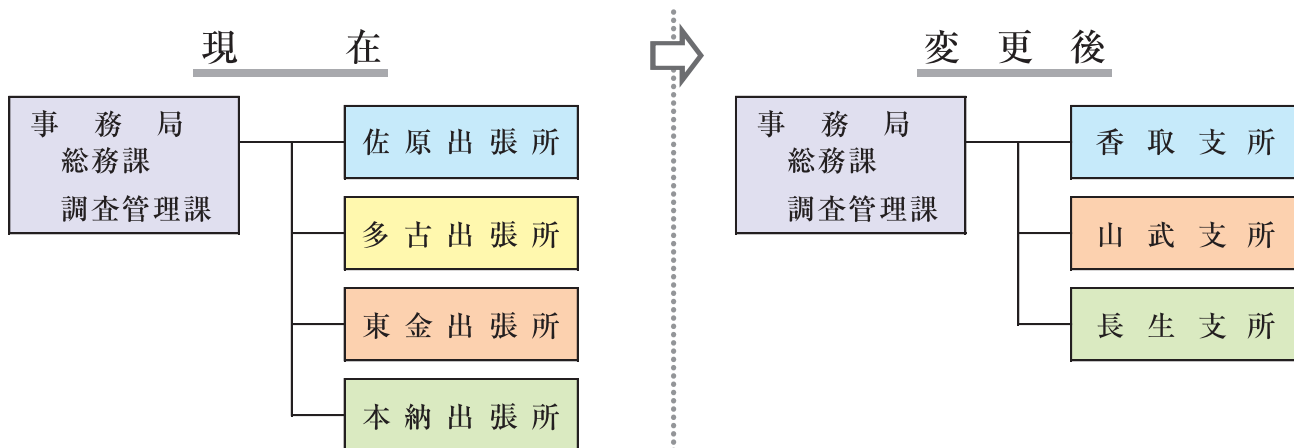 現在
事務局
総務課
調査管理課
佐原出張所
多古出張所
東金出張所
本納出張所
変更後
事務局
総務課
調査管理課
香取支所
山武支所
長生支所